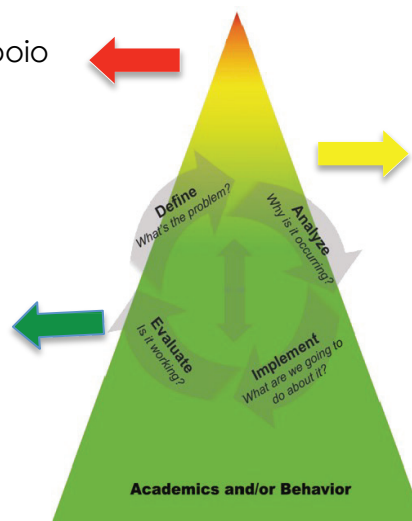 Define
What's the problem?
Analyze
Why is it occurring?
Implement
What are we going to
do about it?
Evaluate
Is it working?
Academics and/or Behavior